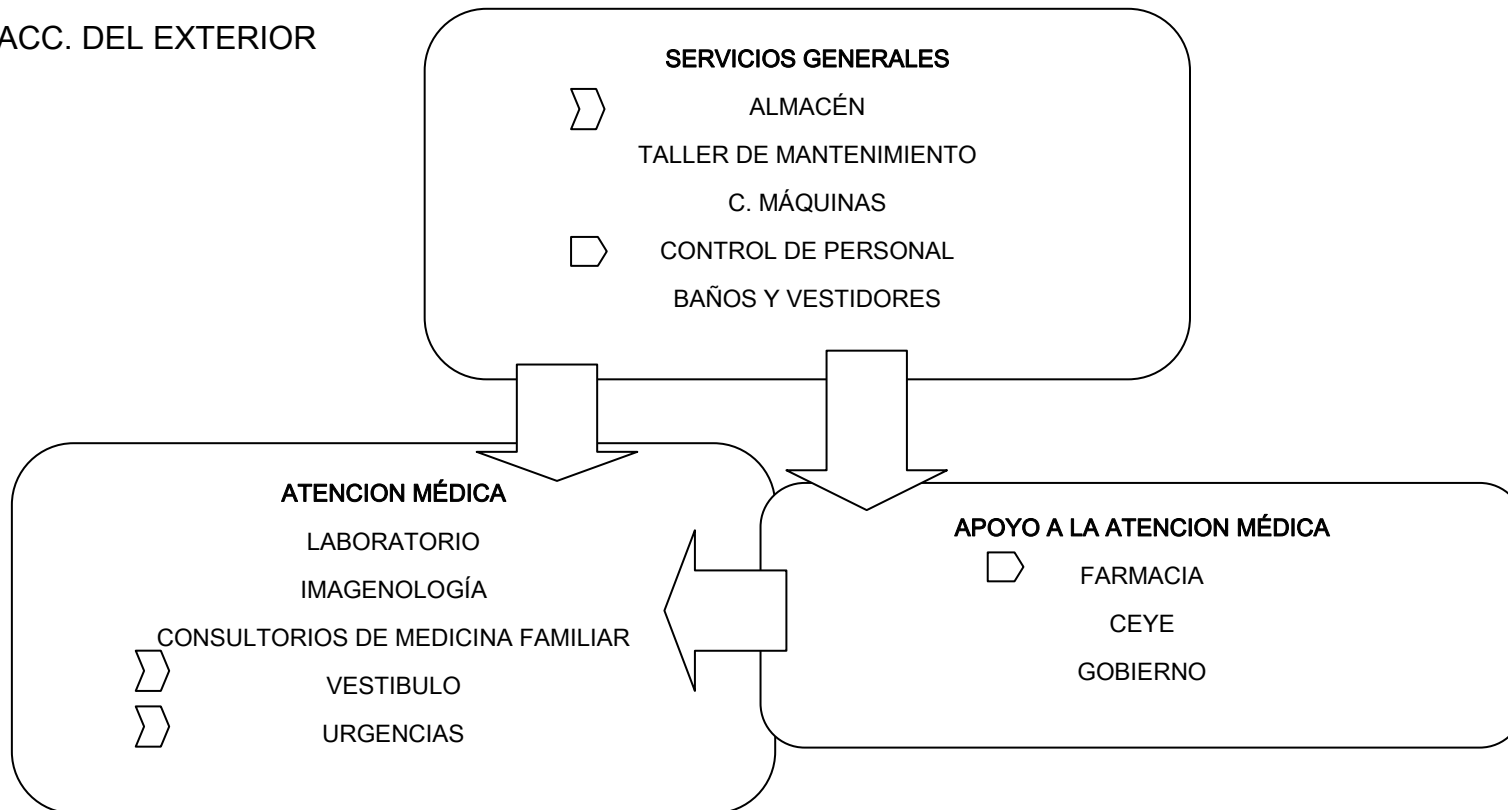 ACC. DEL EXTERIOR
SERVICIOS GENERALES
ALMACÉN
TALLER DE MANTENIMIENTO
C. MÁQUINAS
CONTROL DE PERSONAL
BAÑOS Y VESTIDORES
ATENCION MÉDICA
LABORATORIO
IMAGENOLOGÍA
CONSULTORIOS DE MEDICINA FAMILIAR
VESTIBULO
URGENCIAS
APOYO A LA ATENCION MÉDICA
FARMACIA
CEYE
GOBIERNO